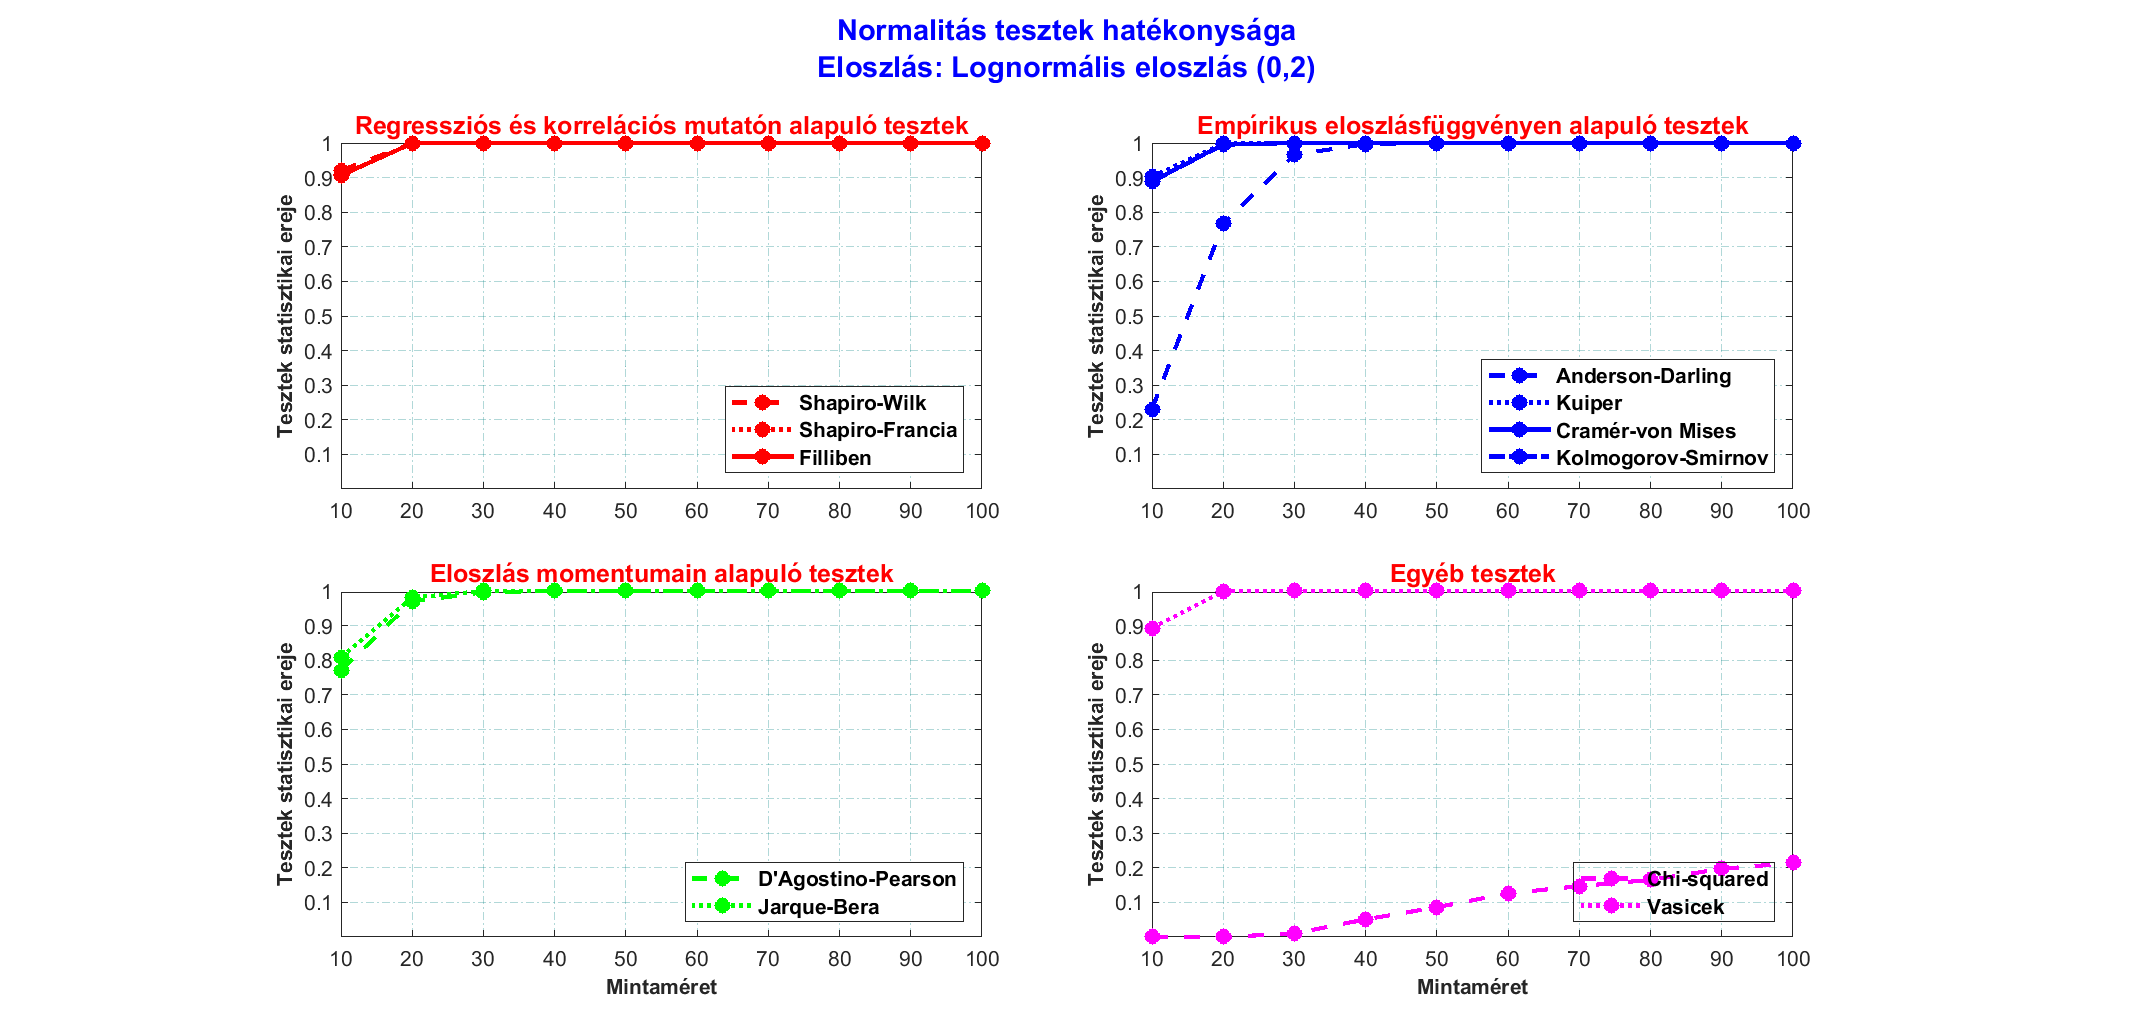 Normalitás tesztek hatékonysága
Eloszlás: Lognormális eloszlás (0,2)
Regressziós és korrelációs mutatón alapuló tesztek
Tesztek statisztikai ereje
1
0.9
0.8
0.7
0.6
0.5
0.4
0.3
0.2
0.1
Shapiro-Wilk
Shapiro-Francia
Filliben
10 20 30 40 50 60 70 80 90 100
Empírikus eloszlásfüggvényen alapuló tesztek
Tesztek statisztikai ereje
1
0.9
0.8
0.7
0.6
0.5
0.4
0.3
0.2
0.1
Anderson-Darling
Kuiper
Cramér-von Mises
Kolmogorov-Smirnov
10 20 30 40 50 60 70 80 90 100
Eloszlás momentumain alapuló tesztek
Tesztek statisztikai ereje
1
0.9
0.8
0.7
0.6
0.5
0.4
0.3
0.2
0.1
D'Agostino-Pearson
Jarque-Bera
10 20 30 40 50 60 70 80 90 100
Mintaméret
Egyéb tesztek
Tesztek statisztikai ereje
1
0.9
0.8
0.7
0.6
0.5
0.4
0.3
0.2
0.1
Chi-squared
Vasicek
10 20 30 40 50 60 70 80 90 100
Mintaméret